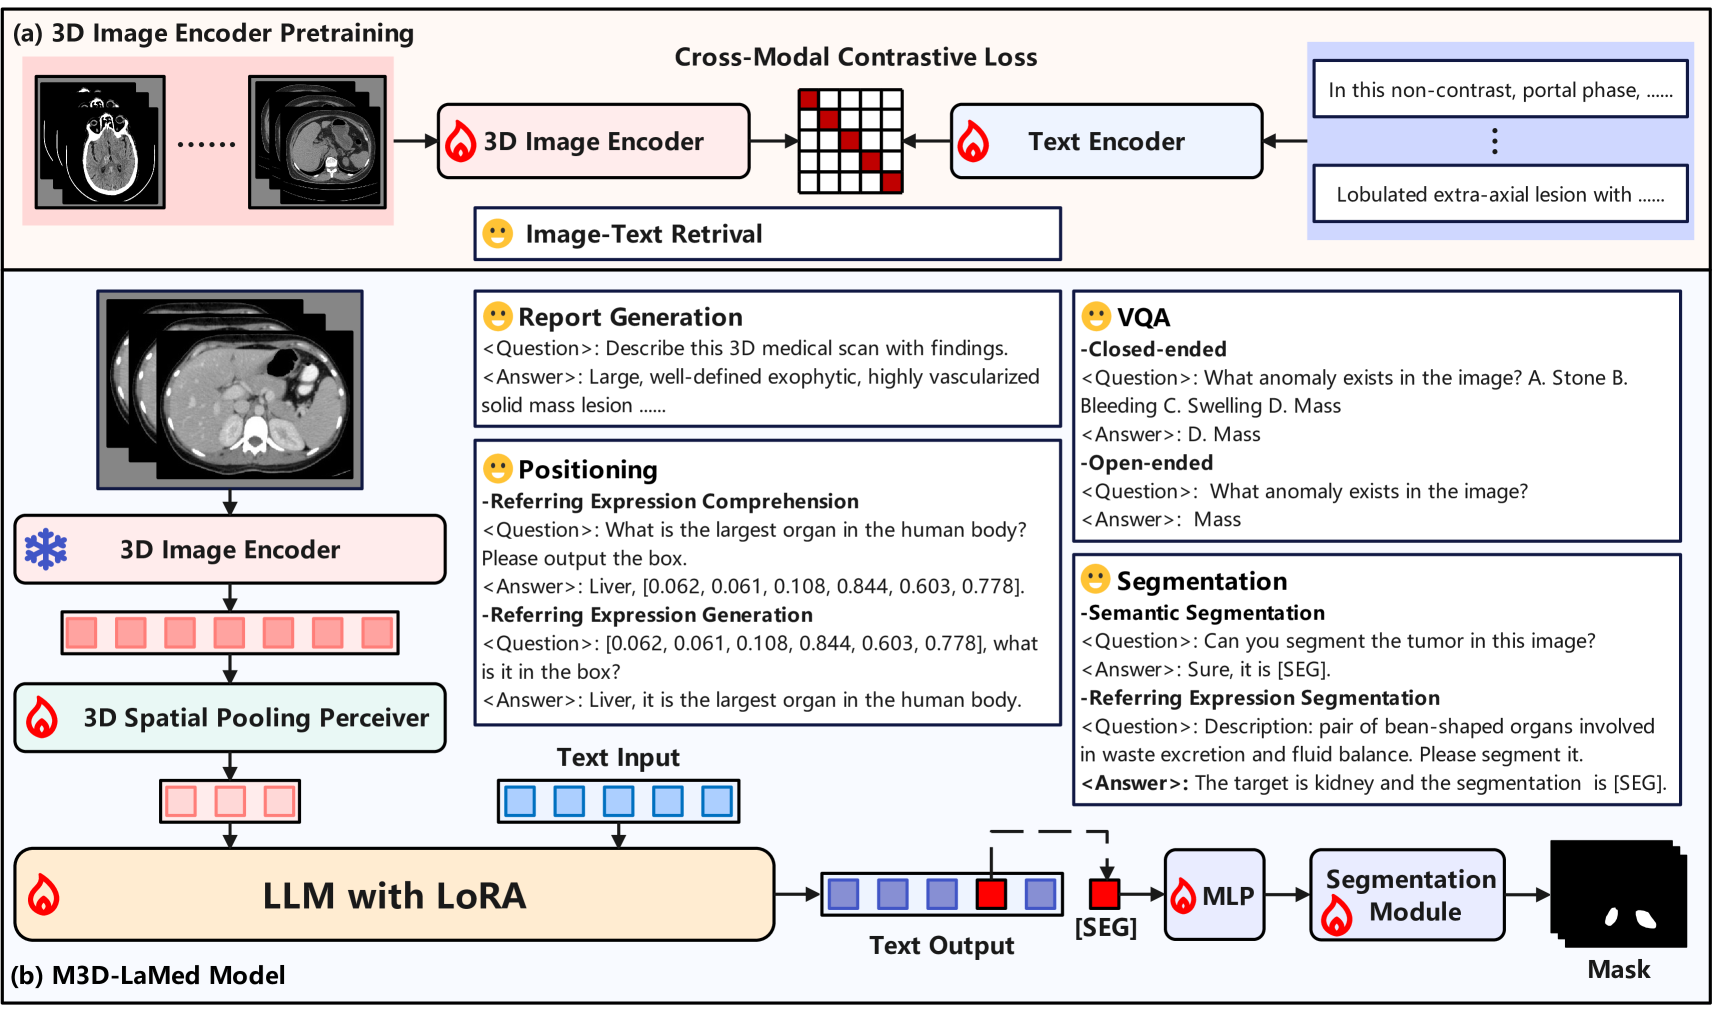 (a) 3D Image Encoder Pretraining
Cross-Modal Contrastive Loss
3D Image Encoder
Text Encoder
In this non-contrast, portal phase, ......
Lobulated extra-axial lesion with ......
Image-Text Retrival
Report Generation
<Question>: Describe this 3D medical scan with findings.
<Answer>: Large, well-defined exophytic, highly vascularized
solid mass lesion ......
Positioning
-Referring Expression Comprehension
<Question>: What is the largest organ in the human body?
Please output the box.
<Answer>: Liver, [0.062, 0.061, 0.108, 0.844, 0.603, 0.778].
-Referring Expression Generation
<Question>: [0.062, 0.061, 0.108, 0.844, 0.603, 0.778], what
is it in the box?
<Answer>: Liver, it is the largest organ in the human body.
VQA
-Closed-ended
<Question>: What anomaly exists in the image? A. Stone B.
Bleeding C. Swelling D. Mass
<Answer>: D. Mass
-Open-ended
<Question>: What anomaly exists in the image?
<Answer>: Mass
Segmentation
-Semantic Segmentation
<Question>: Can you segment the tumor in this image?
<Answer>: Sure, it is [SEG].
-Referring Expression Segmentation
<Question>: Description: pair of bean-shaped organs involved
in waste excretion and fluid balance. Please segment it.
<Answer>: The target is kidney and the segmentation is [SEG].
3D Image Encoder
3D Spatial Pooling Perceiver
Text Input
LLM with LoRA
Text Output
[SEG]
MLP
Segmentation
Module
Mask
(b) M3D-LaMed Model